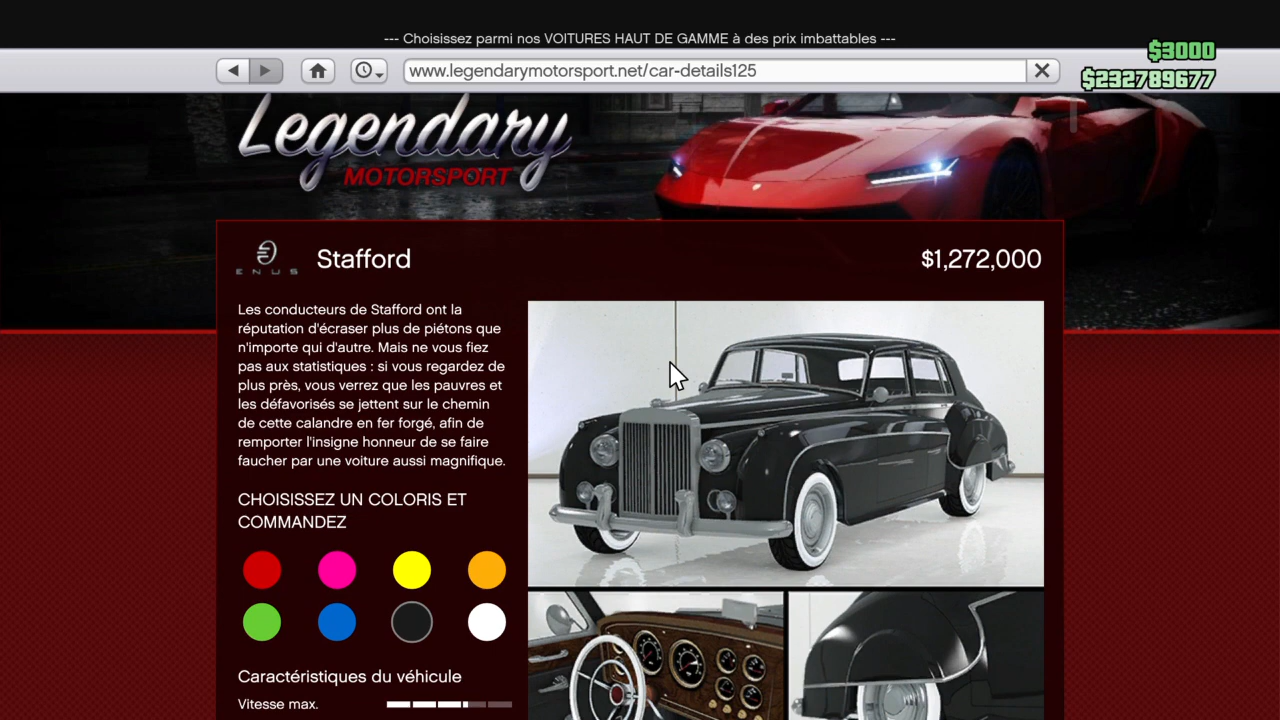 --- Choisissez parmi nos VOITURES HAUT DE GAMME à des prix imbattables ---
$3000
www.legendarymotorsport.net/car-details125
$232789677
Legendary
MOTORSPORT
ENUS
Stafford
$1,272,000
Les conducteurs de Stafford ont la
réputation d'écraser plus de piétons que
n'importe qui d'autre. Mais ne vous fiez
pas aux statistiques : si vous regardez de
plus près, vous verrez que les pauvres et
les défavorisés se jettent sur le chemin
de cette calandre en fer forgé, afin de
remporter l'insigne honneur de se faire
faucher par une voiture aussi magnifique.
CHOISISSEZ UN COLORIS ET
COMMANDEZ
Caractéristiques du véhicule
Vitesse max.